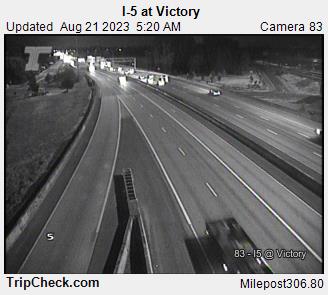 I-5 at Victory
Updated Aug 21 2023 5:20 AM Camera 83
T
S
83 - I5 @ Victory
TripCheck.com Milepost306.80